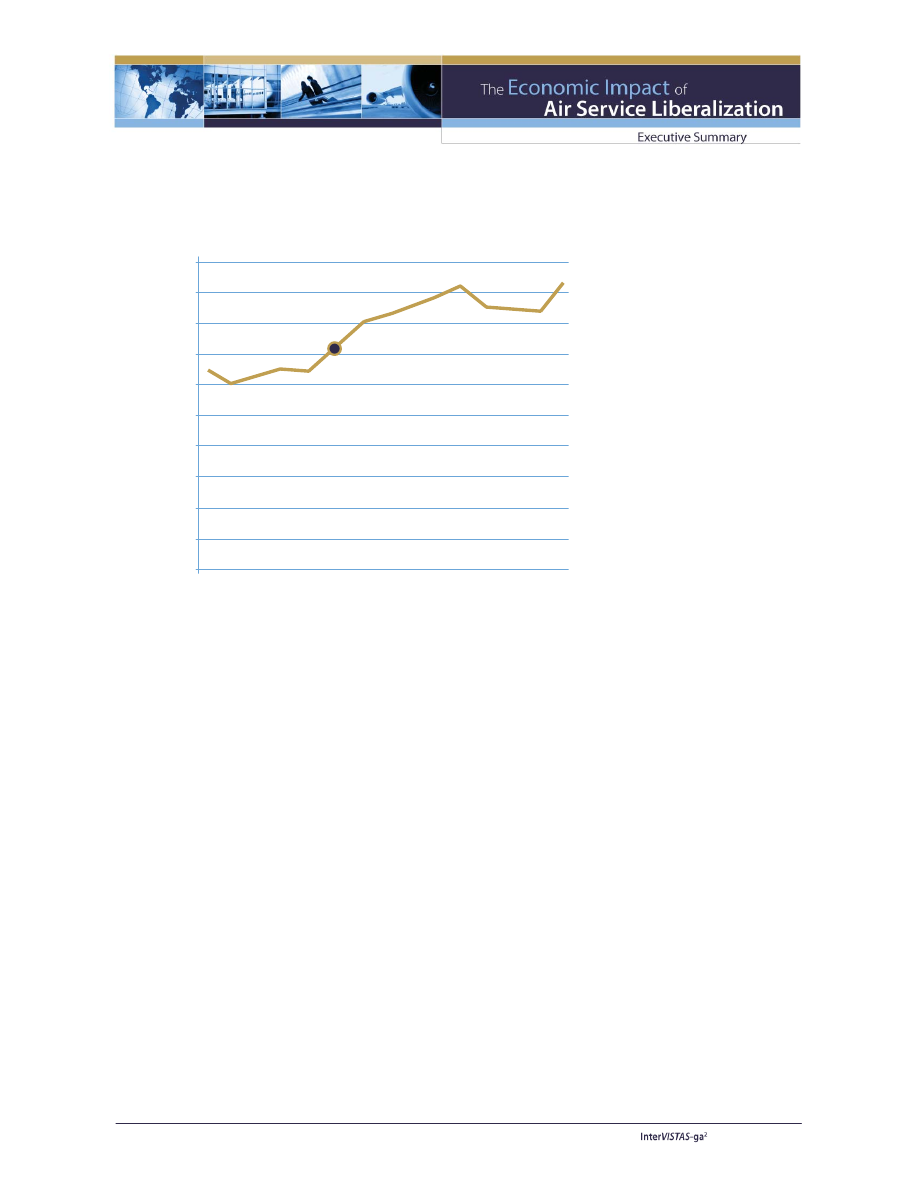 The Economic Impact of
Air Service Liberalization
Executive Summary
InterVISTAS-ga²